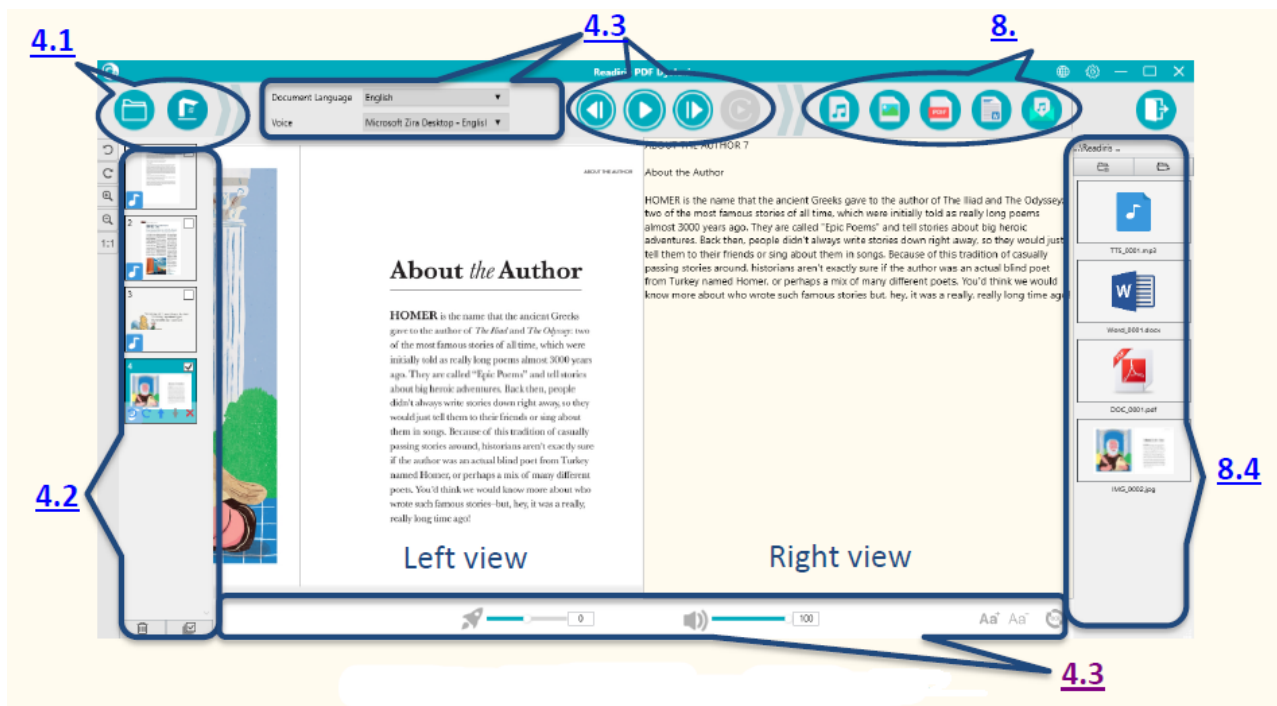 4.1
4.3
8.
Readiris PDF Dyslexia
Document Language English
Voice Microsoft Zira Desktop - Englisl
ABOUT THE AUTHOR 7
ABOUT THE AUTHOR
..\Readiris ..
About the Author
HOMER is the name that the ancient Greeks gave to the author of The Iliad and The Odyssey:
two of the most famous stories of all time, which were initially told as really long poems
almost 3000 years ago. They are called "Epic Poems" and tell stories about big heroic
adventures. Back then, people didn't always write stories down right away, so they would just
tell them to their friends or sing about them in songs. Because of this tradition of casually
passing stories around, historians aren't exactly sure if the author was an actual blind poet
from Turkey named Homer, or perhaps a mix of many different poets. You'd think we would
know more about who wrote such famous stories but, hey, it was a really, really long time ago!
1:1
2
3
4
About the Author
HOMER is the name that the ancient Greeks
gave to the author of The Iliad and The Odyssey: two
of the most famous stories of all time, which were
initially told as really long poems almost 3000 years
ago. They are called “Epic Poems” and tell stories
about big heroic adventures. Back then, people
didn't always write stories down right away, so they
would just tell them to their friends or sing about
them in songs. Because of this tradition of casually
passing stories around, historians aren't exactly sure
if the author was an actual blind poet from Turkey
named Homer, or perhaps a mix of many different
poets. You'd think we would know more about who
wrote such famous stories–but, hey, it was a really,
really long time ago!
PDF
W
TTS_0001.mp3
W
Word_0001.docx
DOC_0001.pdf
IMG_0002.jpg
4.2
8.4
Left view
Right view
0
100
Aa+ Aa-
4.3